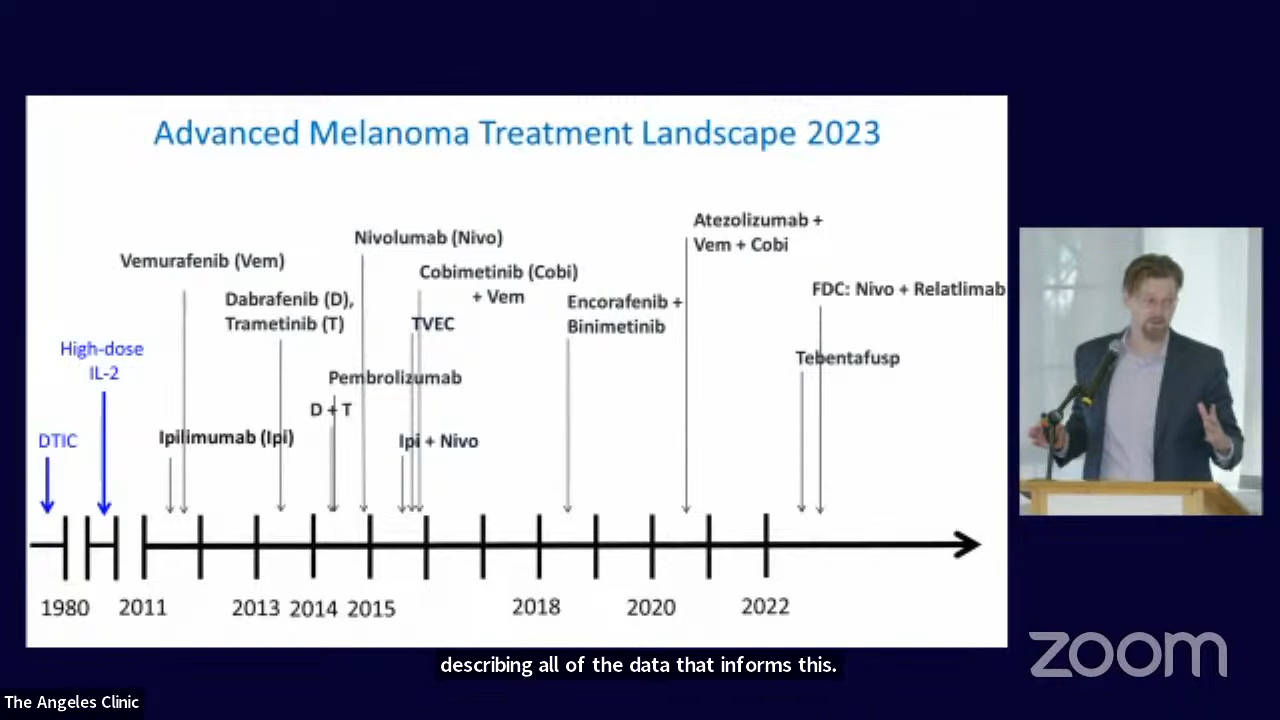 Advanced Melanoma Treatment Landscape 2023
Atezolizumab +
Vem + Cobi
Nivolumab (Nivo)
Vemurafenib (Vem)
Cobimetinib (Cobi)
+ Vem
FDC: Nivo + Relatlimab
Dabrafenib (D),
Trametinib (T)
Encorafenib +
Binimetinib
TVEC
High-dose
IL-2
Tebentafusp
Pembrolizumab
D + T
DTIC
Ipilimumab (Ipi)
Ipi + Nivo
1980 2011 2013 2014 2015 2018 2020 2022
describing all of the data that informs this.
zoom
The Angeles Clinic